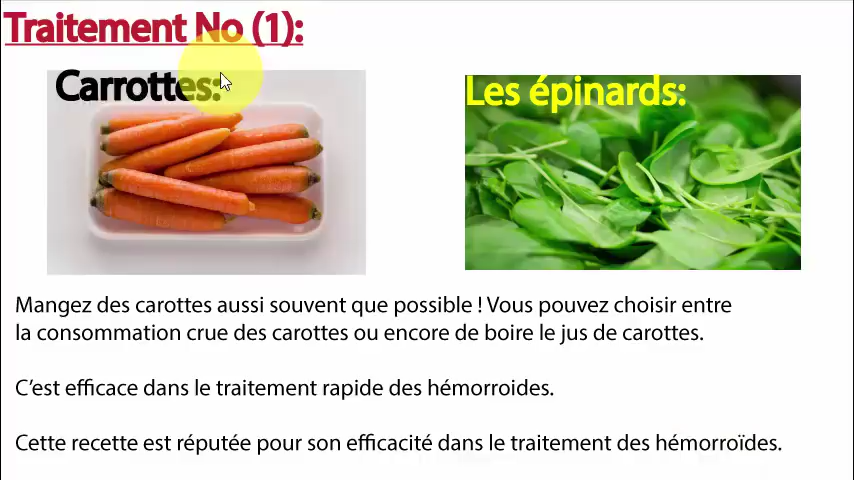 Traitement No (1):
Carrottes:
Les épinards:
Mangez des carottes aussi souvent que possible ! Vous pouvez choisir entre
la consommation crue des carottes ou encore de boire le jus de carottes.
C’est efficace dans le traitement rapide des hémorroides.
Cette recette est réputée pour son efficacité dans le traitement des hémorroïdes.